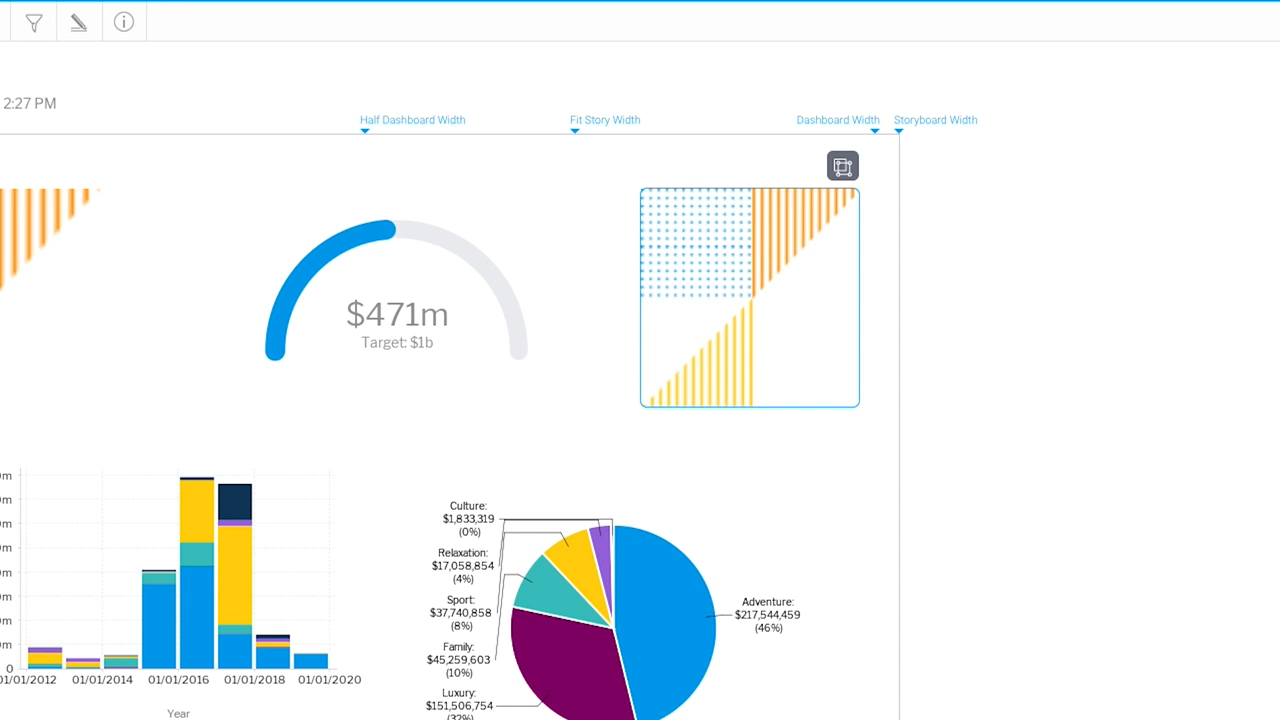 2:27 PM
Half Dashboard Width
Fit Story Width
Dashboard Width
Storyboard Width
$471m
Target: $1b
m
m
m
m
m
m
m
m
0
01/01/2012
01/01/2014
01/01/2016
01/01/2018
01/01/2020
Year
Culture:
$1,833,319
(0%)
Relaxation:
$17,058,854
(4%)
Sport:
$37,740,858
(8%)
Family:
$45,259,603
(10%)
Luxury:
$151,506,754
(32%)
Adventure:
$217,544,459
(46%)